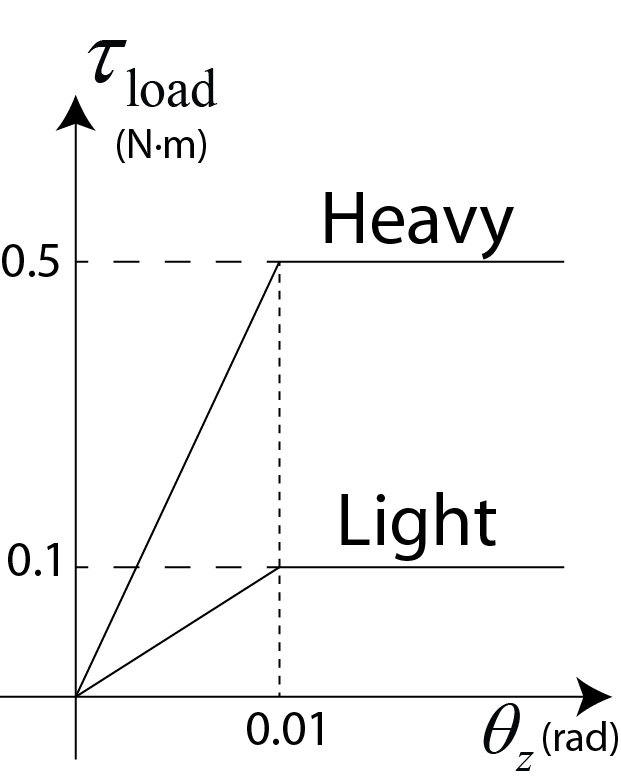 τload
(N·m)
Heavy
0.5
Light
0.1
0.01
θz (rad)